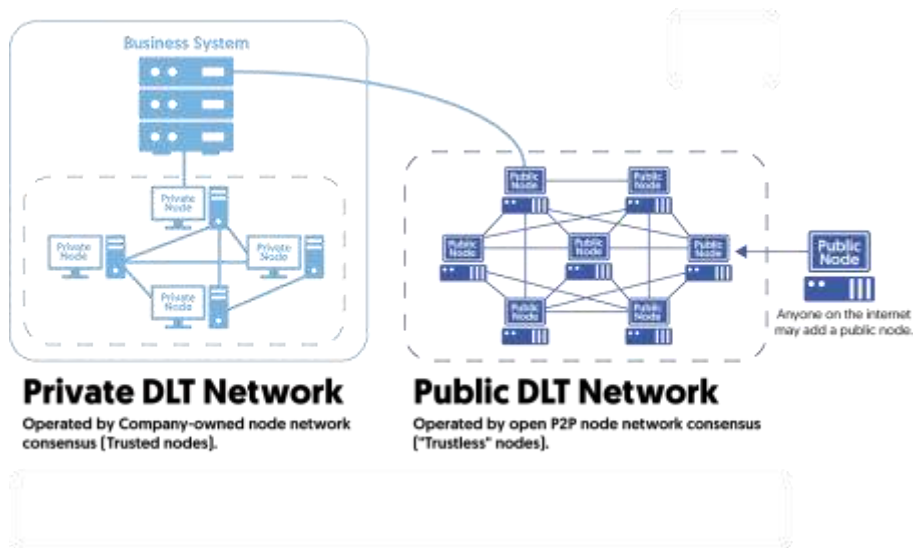 Business System
Private
Node
Private
Node
Private
Node
Private
Node
Public
Node
Public
Node
Public
Node
Public
Node
Public
Node
Public
Node
Public
Node
Public
Node
Anyone on the internet
may add a public node.
Private DLT Network
Operated by Company-owned node network
consensus (Trusted nodes).
Public DLT Network
Operated by open P2P node network consensus
("Trustless" nodes).